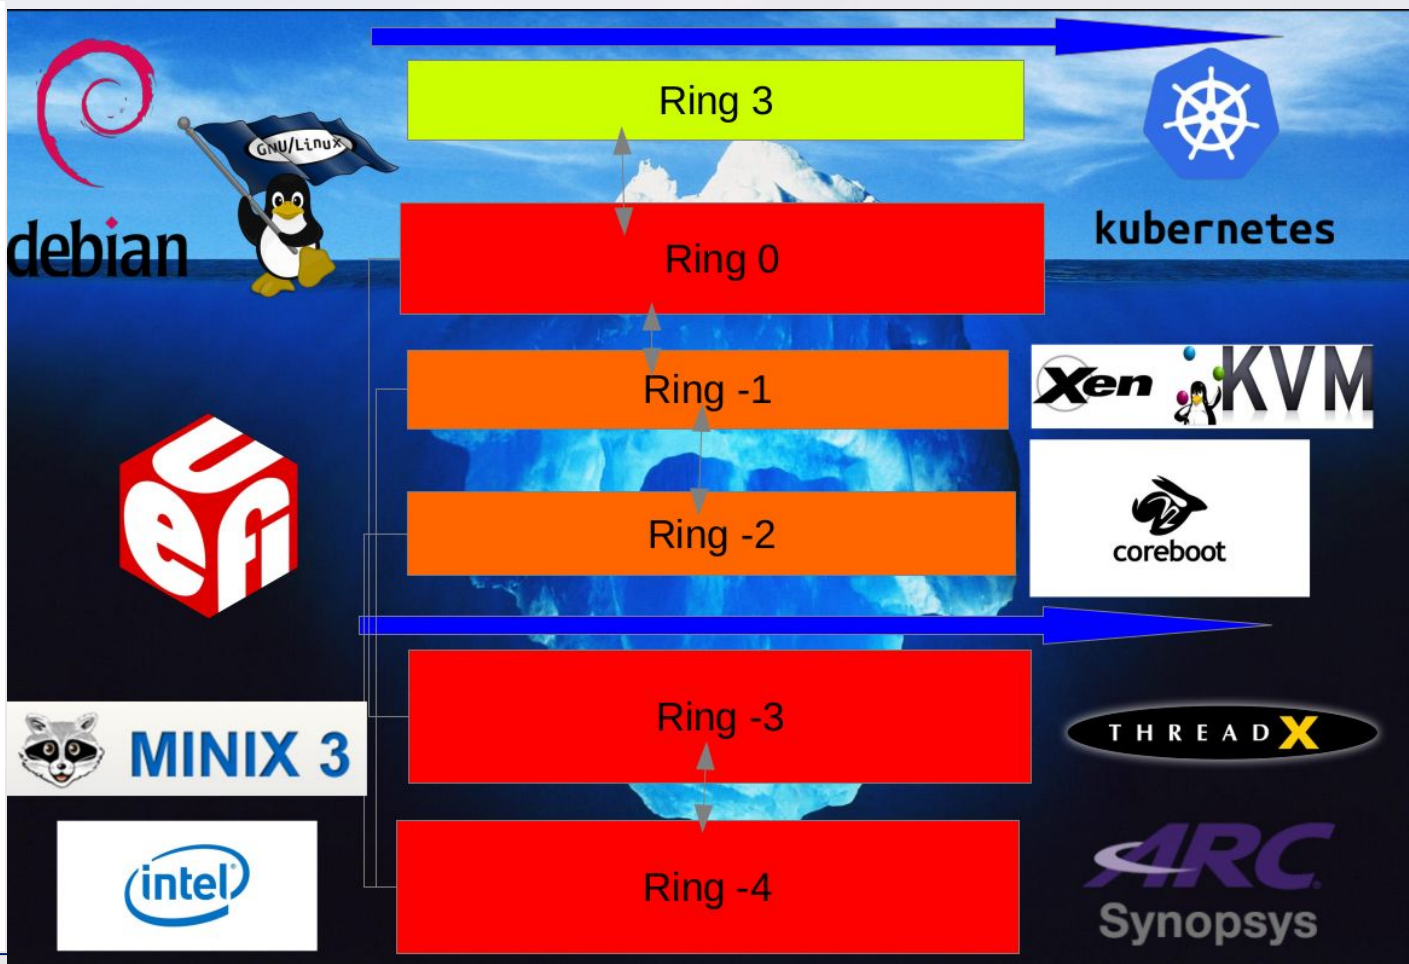 Ring 3
GNU/Linux
debian
kubernetes
Ring 0
Ring -1
Xen
KVM
uefi
Ring -2
coreboot
Ring -3
MINIX 3
THREADX
Ring -4
intel
ARC
Synopsys